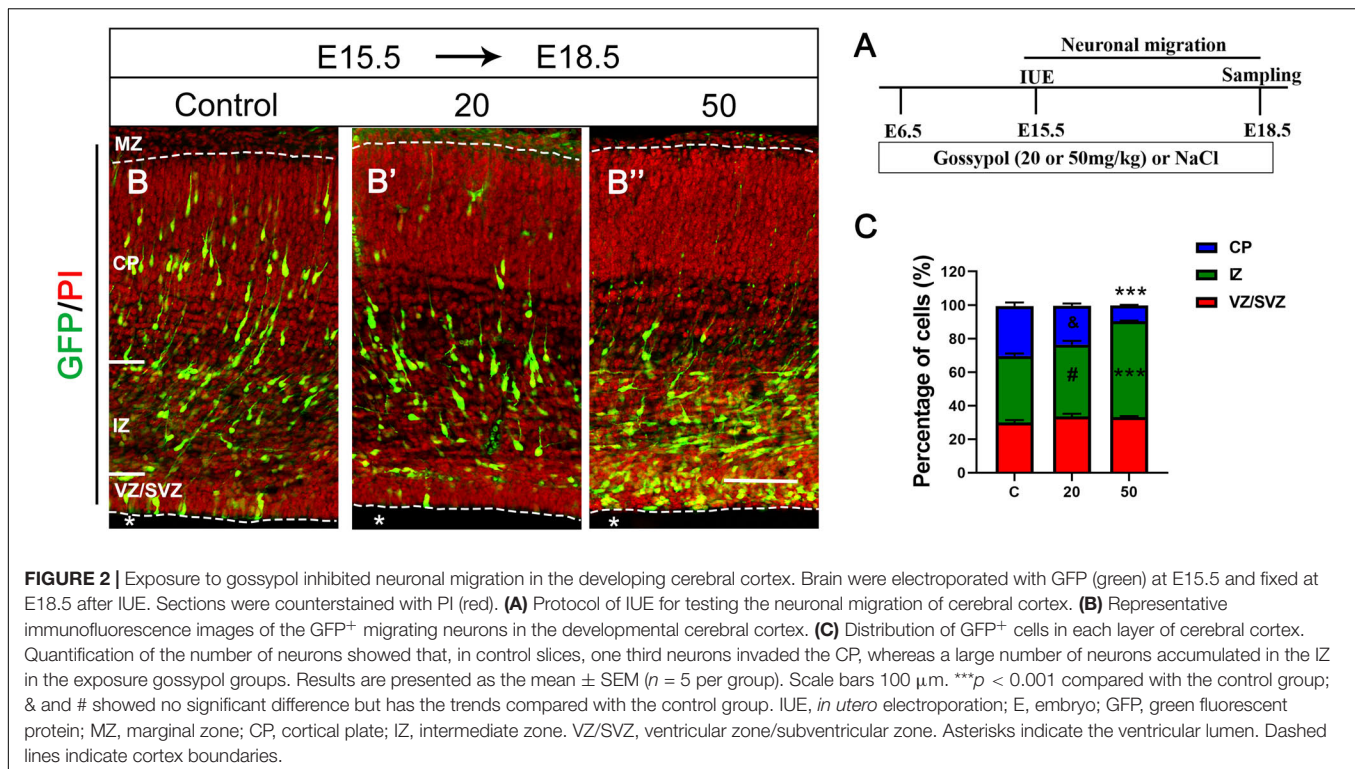 E15.5 → E18.5
Control 20 50
GFP/PI
MZ
B
CP
IZ
VZ/SVZ
*
B'
*
B''
*
A
Neuronal migration
IUE Sampling
E6.5 E15.5 E18.5
Gossypol (20 or 50mg/kg) or NaCl
C
CP
IZ
VZ/SVZ
Percentage of cells (%)
120
100
80
60
40
20
0
***
&
#
***
C 20 50
FIGURE 2 | Exposure to gossypol inhibited neuronal migration in the developing cerebral cortex. Brain were electroporated with GFP (green) at E15.5 and fixed at
E18.5 after IUE. Sections were counterstained with PI (red). (A) Protocol of IUE for testing the neuronal migration of cerebral cortex. (B) Representative
immunofluorescence images of the GFP+ migrating neurons in the developmental cerebral cortex. (C) Distribution of GFP+ cells in each layer of cerebral cortex.
Quantification of the number of neurons showed that, in control slices, one third neurons invaded the CP, whereas a large number of neurons accumulated in the IZ
in the exposure gossypol groups. Results are presented as the mean ± SEM (n = 5 per group). Scale bars 100 μm. ***p < 0.001 compared with the control group;
& and # showed no significant difference but has the trends compared with the control group. IUE, in utero electroporation; E, embryo; GFP, green fluorescent
protein; MZ, marginal zone; CP, cortical plate; IZ, intermediate zone. VZ/SVZ, ventricular zone/subventricular zone. Asterisks indicate the ventricular lumen. Dashed
lines indicate cortex boundaries.